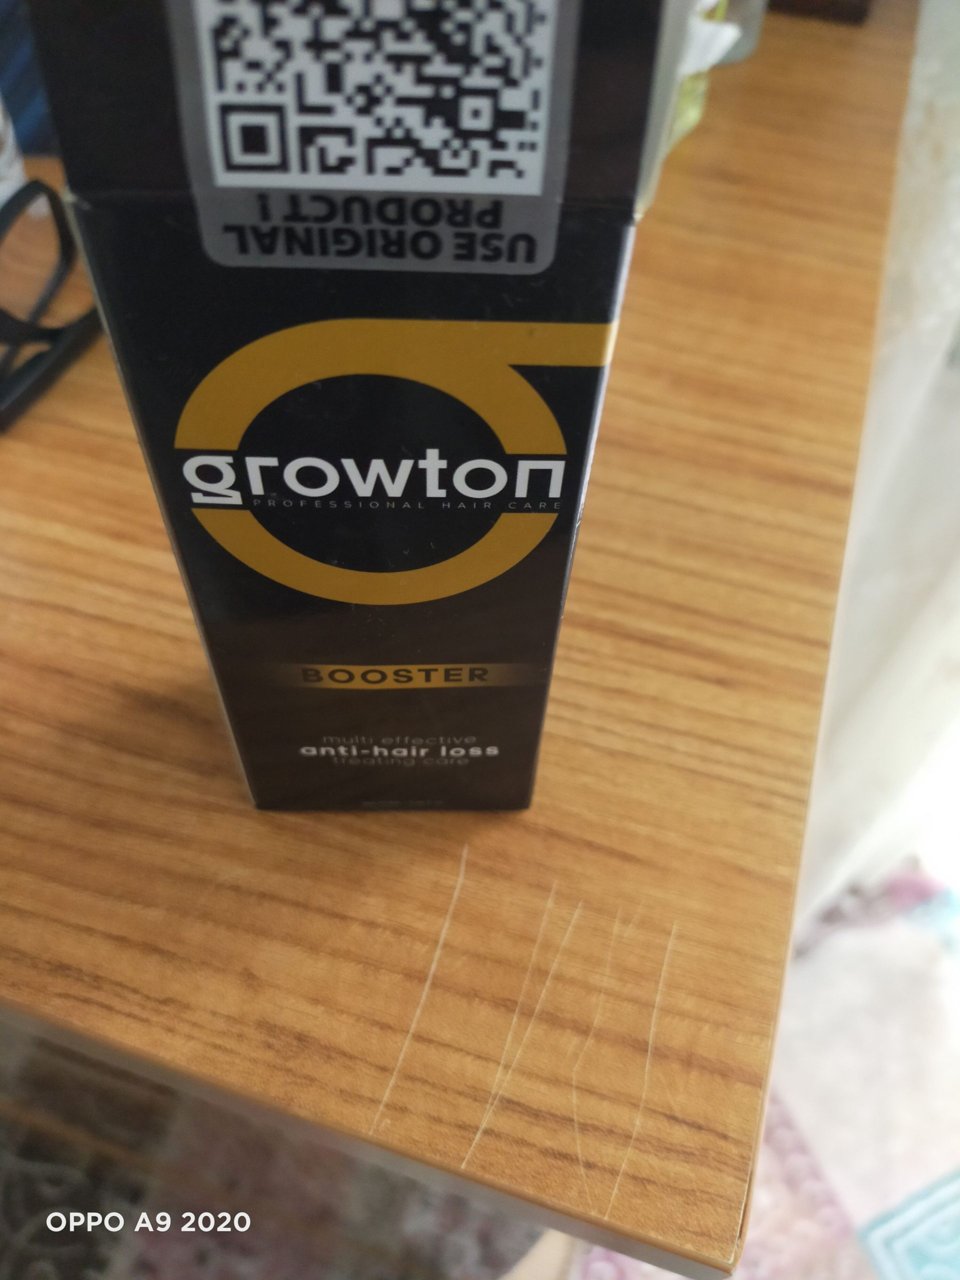 USE ORIGINAL
PRODUCT !
growton
PROFESSIONAL HAIR CARE
BOOSTER
multi effective
anti-hair loss
treating care
OPPO A9 2020